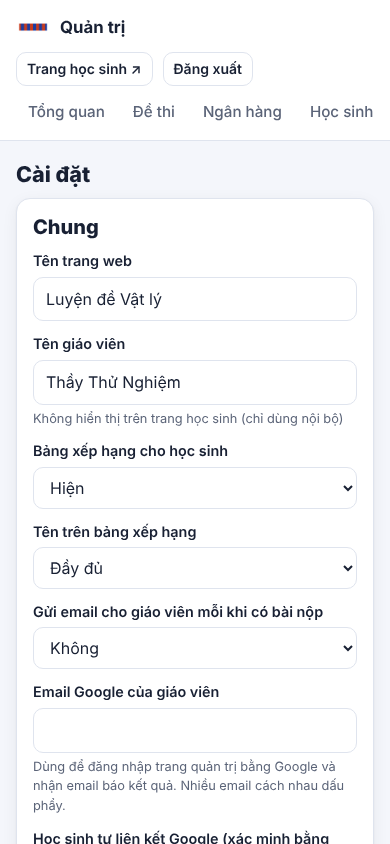 Quản trị
Trang học sinh ↗
Đăng xuất
Tổng quan
Đề thi
Ngân hàng
Học sinh
Cài đặt
Chung
Tên trang web
Luyện đề Vật lý
Tên giáo viên
Thầy Thử Nghiệm
Không hiển thị trên trang học sinh (chỉ dùng nội bộ)
Bảng xếp hạng cho học sinh
Hiện
Tên trên bảng xếp hạng
Đầy đủ
Gửi email cho giáo viên mỗi khi có bài nộp
Không
Email Google của giáo viên
Dùng để đăng nhập trang quản trị bằng Google và
nhận email báo kết quả. Nhiều email cách nhau dấu
phẩy.
Học sinh tự liên kết Google (xác minh bằng